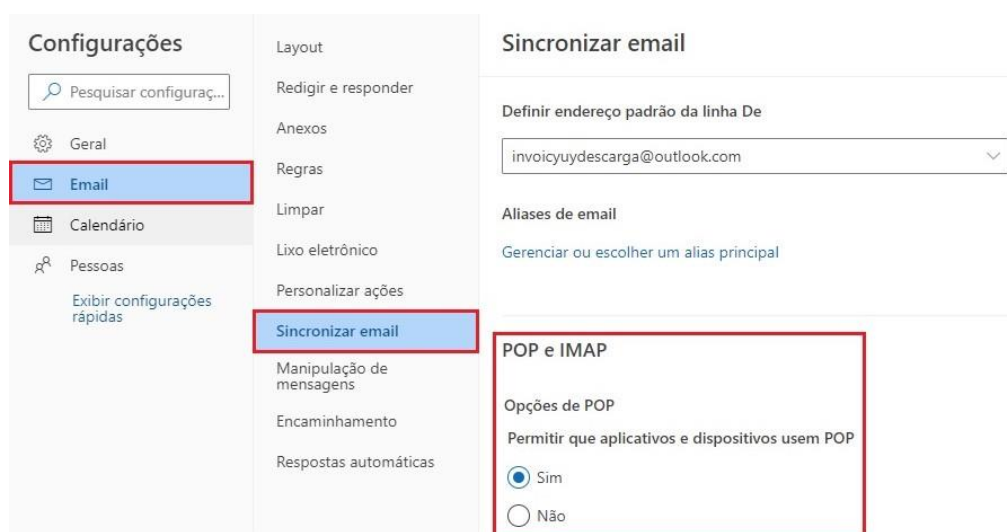 Configurações
Pesquisar configuraç...
Geral
Email
Calendário
Pessoas
Exibir configurações
rápidas
Layout
Redigir e responder
Anexos
Regras
Limpar
Lixo eletrônico
Personalizar ações
Sincronizar email
Manipulação de
mensagens
Encaminhamento
Respostas automáticas
Sincronizar email
Definir endereço padrão da linha De
invoicyuydescarga@outlook.com
Aliases de email
Gerenciar ou escolher um alias principal
POP e IMAP
Opções de POP
Permitir que aplicativos e dispositivos usem POP
Sim
Não